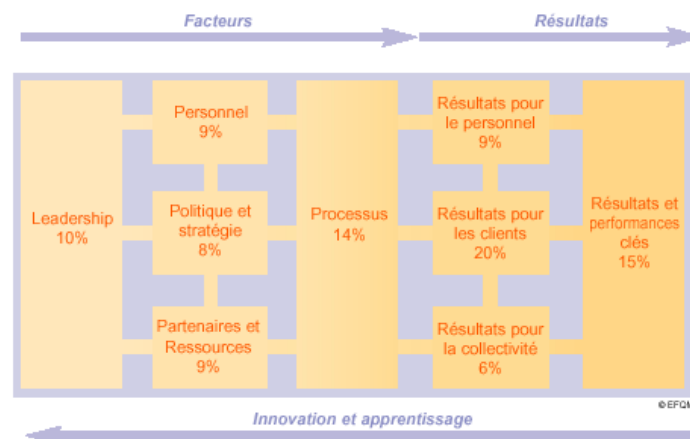 Facteurs
Résultats
Leadership
10%
Personnel
9%
Politique et
stratégie
8%
Partenaires et
Ressources
9%
Processus
14%
Résultats pour
le personnel
9%
Résultats pour
les clients
20%
Résultats pour
la collectivité
6%
Résultats et
performances
clés
15%
©EFQM
Innovation et apprentissage